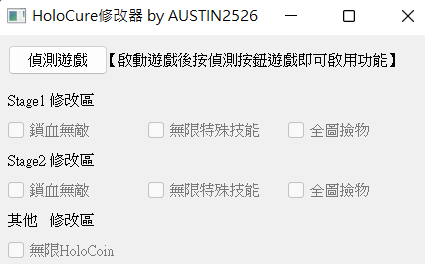 HoloCure修改器 by AUSTIN2526
偵測遊戲 【啟動遊戲後按偵測按鈕遊戲即可啟用功能】
Stage1 修改區
鎖血無敵 無限特殊技能 全圖撿物
Stage2 修改區
鎖血無敵 無限特殊技能 全圖撿物
其他 修改區
無限HoloCoin